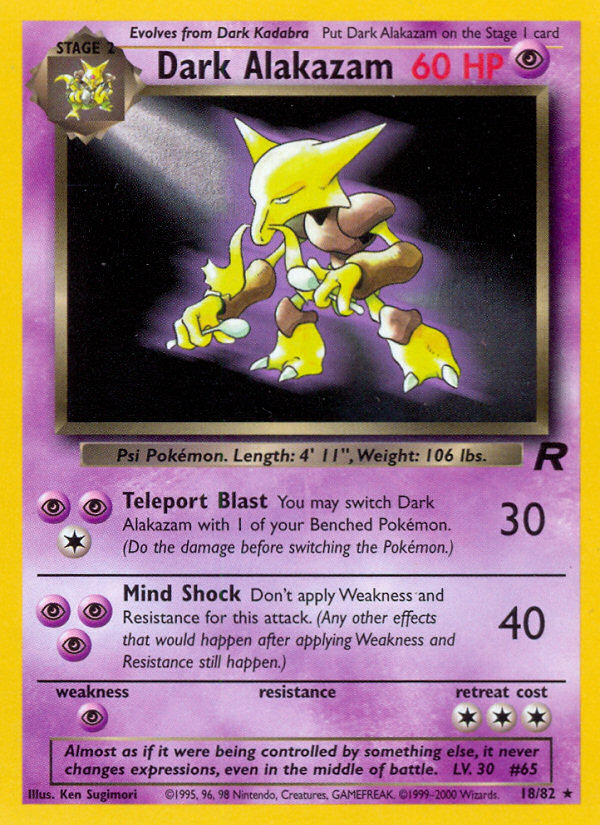 Evolves from Dark Kadabra Put Dark Alakazam on the Stage 1 card
STAGE 2
Dark Alakazam 60 HP
Psi Pokémon. Length: 4' 11", Weight: 106 lbs.
R
Teleport Blast You may switch Dark
Alakazam with 1 of your Benched Pokémon.
(Do the damage before switching the Pokémon.)
30
Mind Shock Don't apply Weakness and
Resistance for this attack. (Any other effects
that would happen after applying Weakness and
Resistance still happen.)
40
weakness resistance retreat cost
Almost as if it were being controlled by something else, it never
changes expressions, even in the middle of battle. LV. 30 #65
Illus. Ken Sugimori ©1995, 96, 98 Nintendo, Creatures, GAMEFREAK. ©1999-2000 Wizards. 18/82 ★